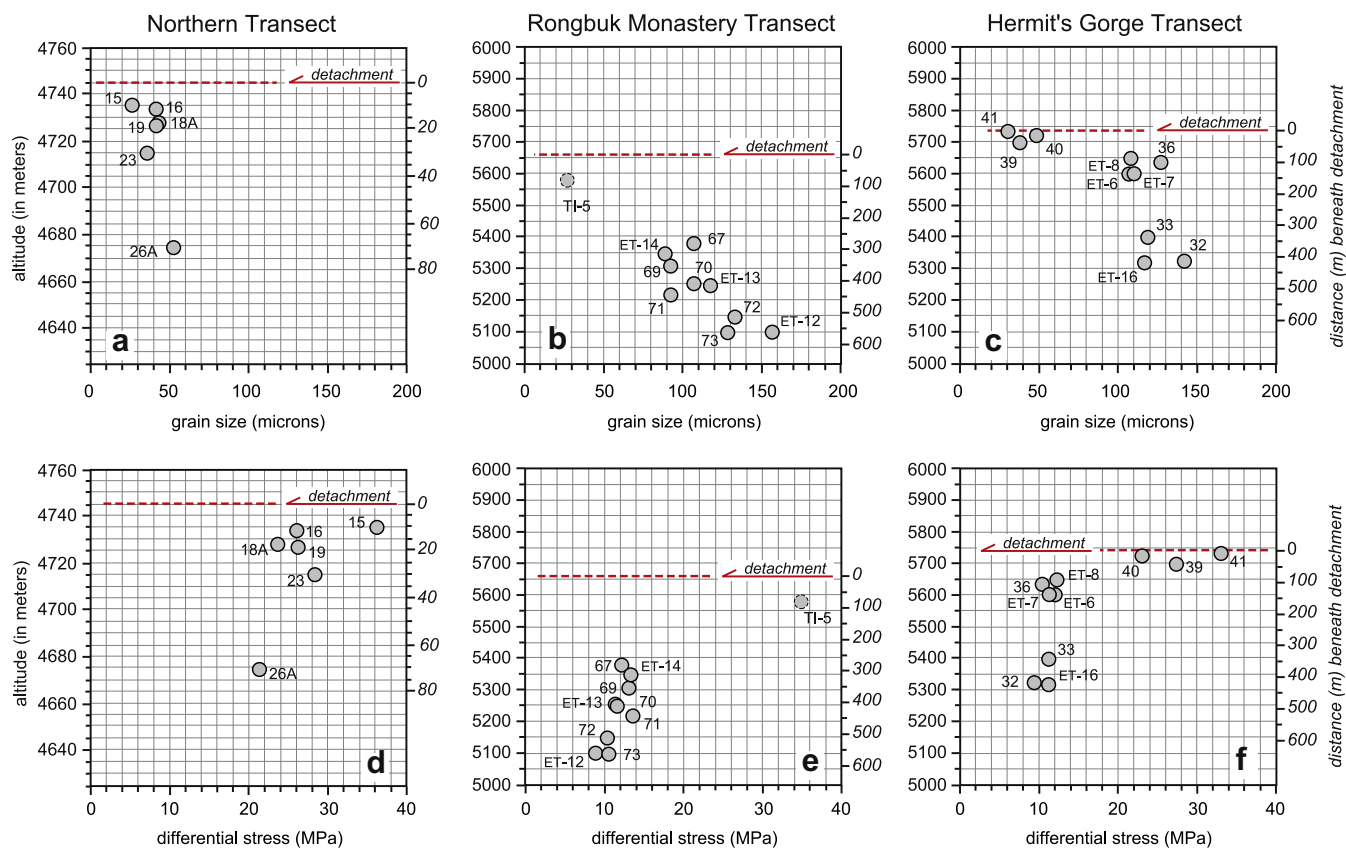 Northern Transect
Rongbuk Monastery Transect
Hermit's Gorge Transect
altitude (in meters)
4760
4740
4720
4700
4680
4660
4640
detachment
0
20
40
60
80
15
16
18A
19
23
26A
a
0 50 100 150 200
grain size (microns)
6000
5900
5800
5700
5600
5500
5400
5300
5200
5100
5000
detachment
0
100
200
300
400
500
600
TI-5
ET-14
67
69
70
ET-13
71
72
73
ET-12
b
0 50 100 150 200
grain size (microns)
6000
5900
5800
5700
5600
5500
5400
5300
5200
5100
5000
detachment
0
100
200
300
400
500
600
distance (m) beneath detachment
41
39
40
36
ET-8
ET-6
ET-7
33
32
ET-16
c
0 50 100 150 200
grain size (microns)
altitude (in meters)
4760
4740
4720
4700
4680
4660
4640
detachment
0
20
40
60
80
15
16
18A
19
23
26A
d
0 10 20 30 40
differential stress (MPa)
6000
5900
5800
5700
5600
5500
5400
5300
5200
5100
5000
detachment
0
100
200
300
400
500
600
TI-5
67
ET-14
69
ET-13
70
71
72
ET-12
73
e
0 10 20 30 40
differential stress (MPa)
6000
5900
5800
5700
5600
5500
5400
5300
5200
5100
5000
detachment
0
100
200
300
400
500
600
distance (m) beneath detachment
40
39
41
36
ET-8
ET-7
ET-6
33
ET-16
32
f
0 10 20 30 40
differential stress (MPa)